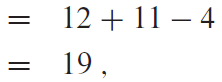 = 12 + 11 − 4
= 19 ,